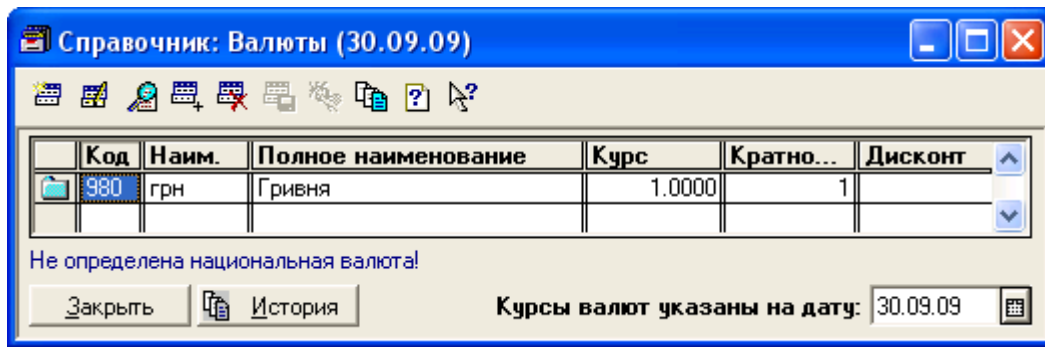 Справочник: Валюты (30.09.09)
Код Наим. Полное наименование Курс Кратно... Дисконт
980 грн Гривня 1.0000 1
Не определена национальная валюта!
Закрыть История Курсы валют указаны на дату: 30.09.09